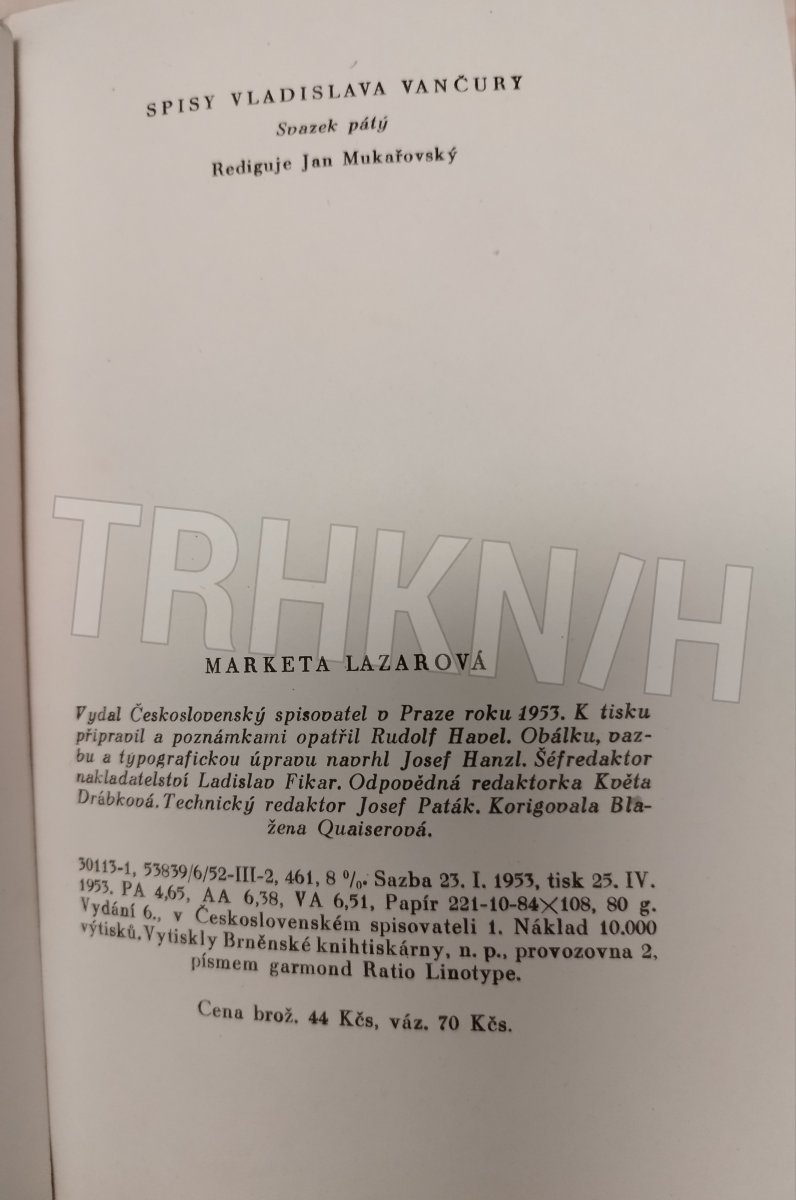 SPISY VLADISLAVA VANČURY
Svazek pátý
Rediguje Jan Mukařovský
TRHKN/H
MARKETA LAZAROVÁ
Vydal Československý spisovatel v Praze roku 1953. K tisku
připravil a poznámkami opatřil Rudolf Havel. Obálku, vaz-
bu a typografickou úpravu navrhl Josef Hanzl. Šéfredaktor
nakladatelství Ladislav Fikar. Odpovědná redaktorka Květa
Drábková. Technický redaktor Josef Paták. Korigovala Bla-
žena Quaiserová.
30113-1, 53839/6/52-III-2, 461, 8 %. Sazba 23. I. 1953, tisk 25. IV.
1953. PA 4,65, AA 6,38, VA 6,51, Papír 221-10-84×108, 80 g.
Vydání 6., v Československém spisovateli 1. Náklad 10.000
výtisků. Vytiskly Brněnské knihtiskárny, n. p., provozovna 2,
písmem garmond Ratio Linotype.
Cena brož. 44 Kčs, váz. 70 Kčs.